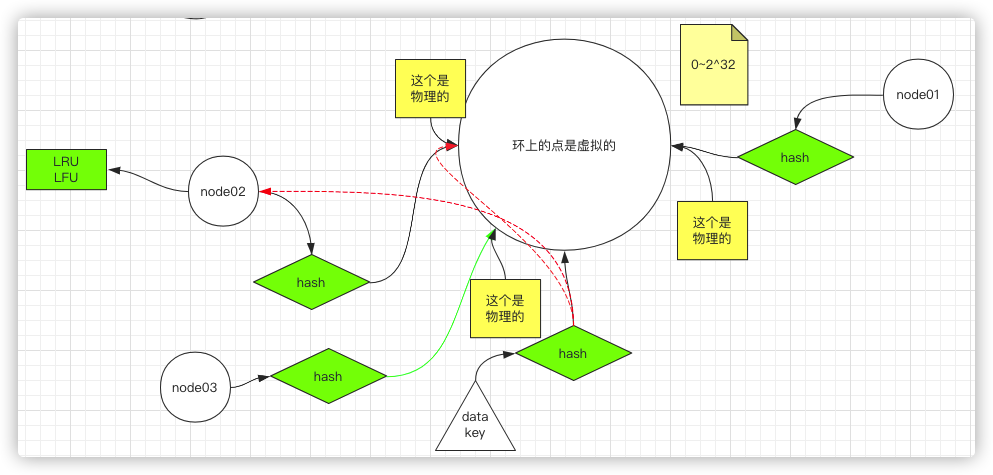 0~2^32
这个是
物理的
node01
环上的点是虚拟的
hash
LRU
LFU
node02
这个是
物理的
hash
这个是
物理的
hash
node03
hash
data
key